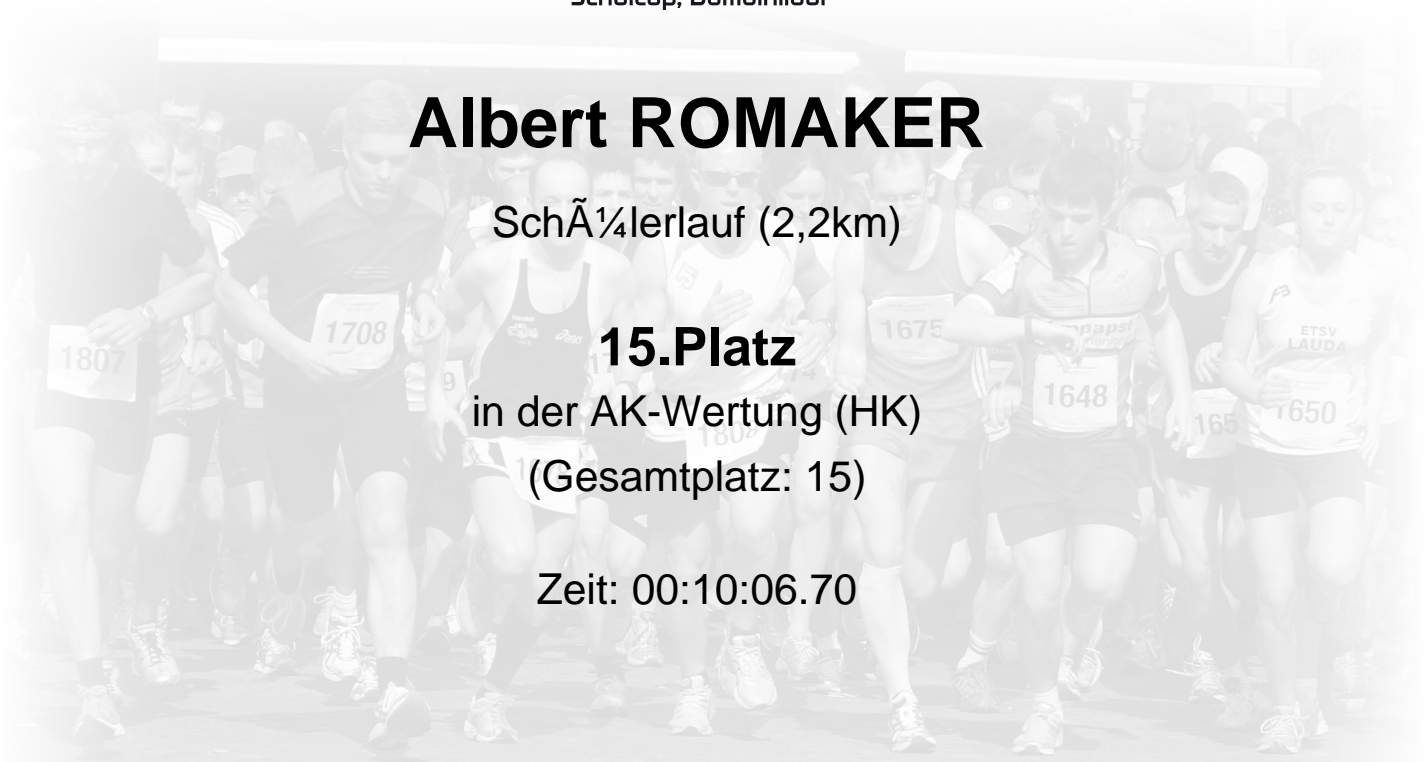 Albert ROMAKER
SchÃ¼lerlauf (2,2km)
1708
1807
1675
15.Platz
ETSV
LAUDA
1648
in der AK-Wertung (HK)
1650
165
(Gesamtplatz: 15)
Zeit: 00:10:06.70